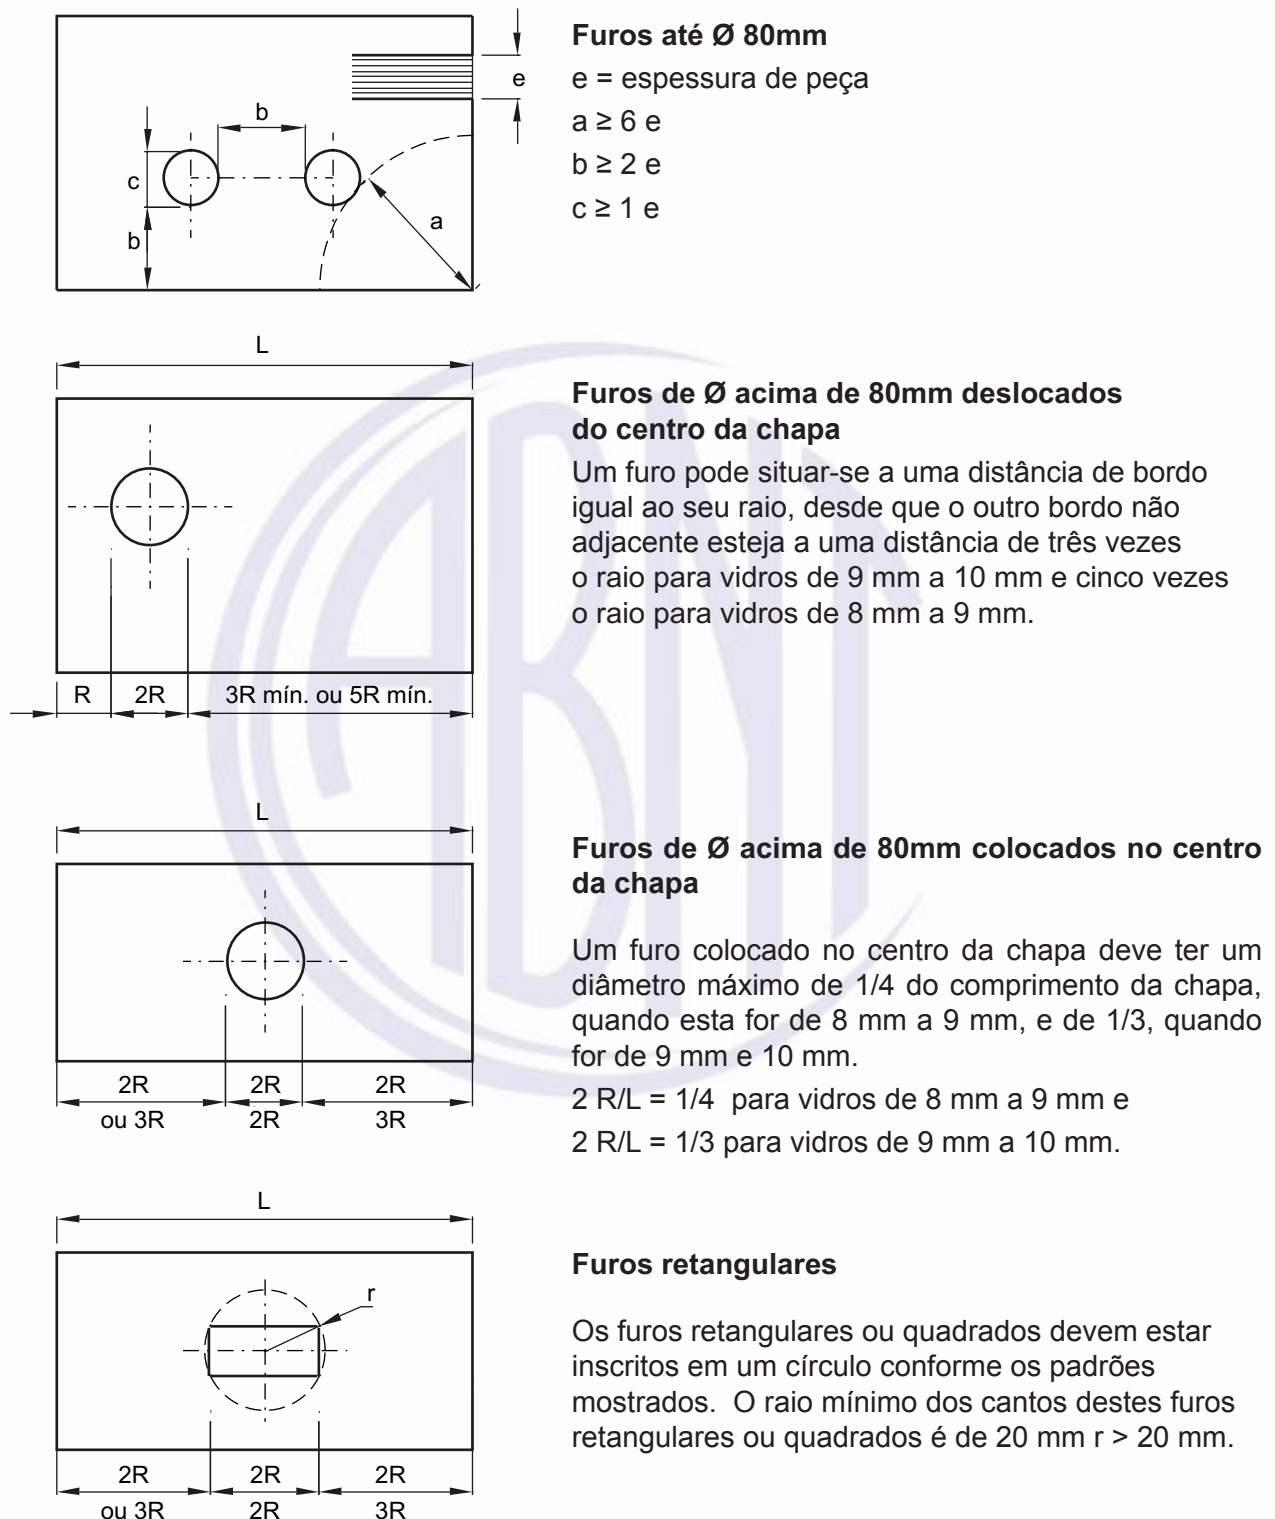 e
b
c
b
a
Furos até Ø 80mm
e = espessura de peça
a ≥ 6 e
b ≥ 2 e
c ≥ 1 e
L
R 2R 3R mín. ou 5R mín.
Furos de Ø acima de 80mm deslocados
do centro da chapa
Um furo pode situar-se a uma distância de bordo
igual ao seu raio, desde que o outro bordo não
adjacente esteja a uma distância de três vezes
o raio para vidros de 9 mm a 10 mm e cinco vezes
o raio para vidros de 8 mm a 9 mm.
L
2R 2R 2R
ou 3R 2R 3R
Furos de Ø acima de 80mm colocados no centro
da chapa
Um furo colocado no centro da chapa deve ter um
diâmetro máximo de 1/4 do comprimento da chapa,
quando esta for de 8 mm a 9 mm, e de 1/3, quando
for de 9 mm e 10 mm.
2 R/L = 1/4 para vidros de 8 mm a 9 mm e
2 R/L = 1/3 para vidros de 9 mm a 10 mm.
L
r
2R 2R 2R
ou 3R 2R 3R
Furos retangulares
Os furos retangulares ou quadrados devem estar
inscritos em um círculo conforme os padrões
mostrados. O raio mínimo dos cantos destes furos
retangulares ou quadrados é de 20 mm r > 20 mm.
ABNT